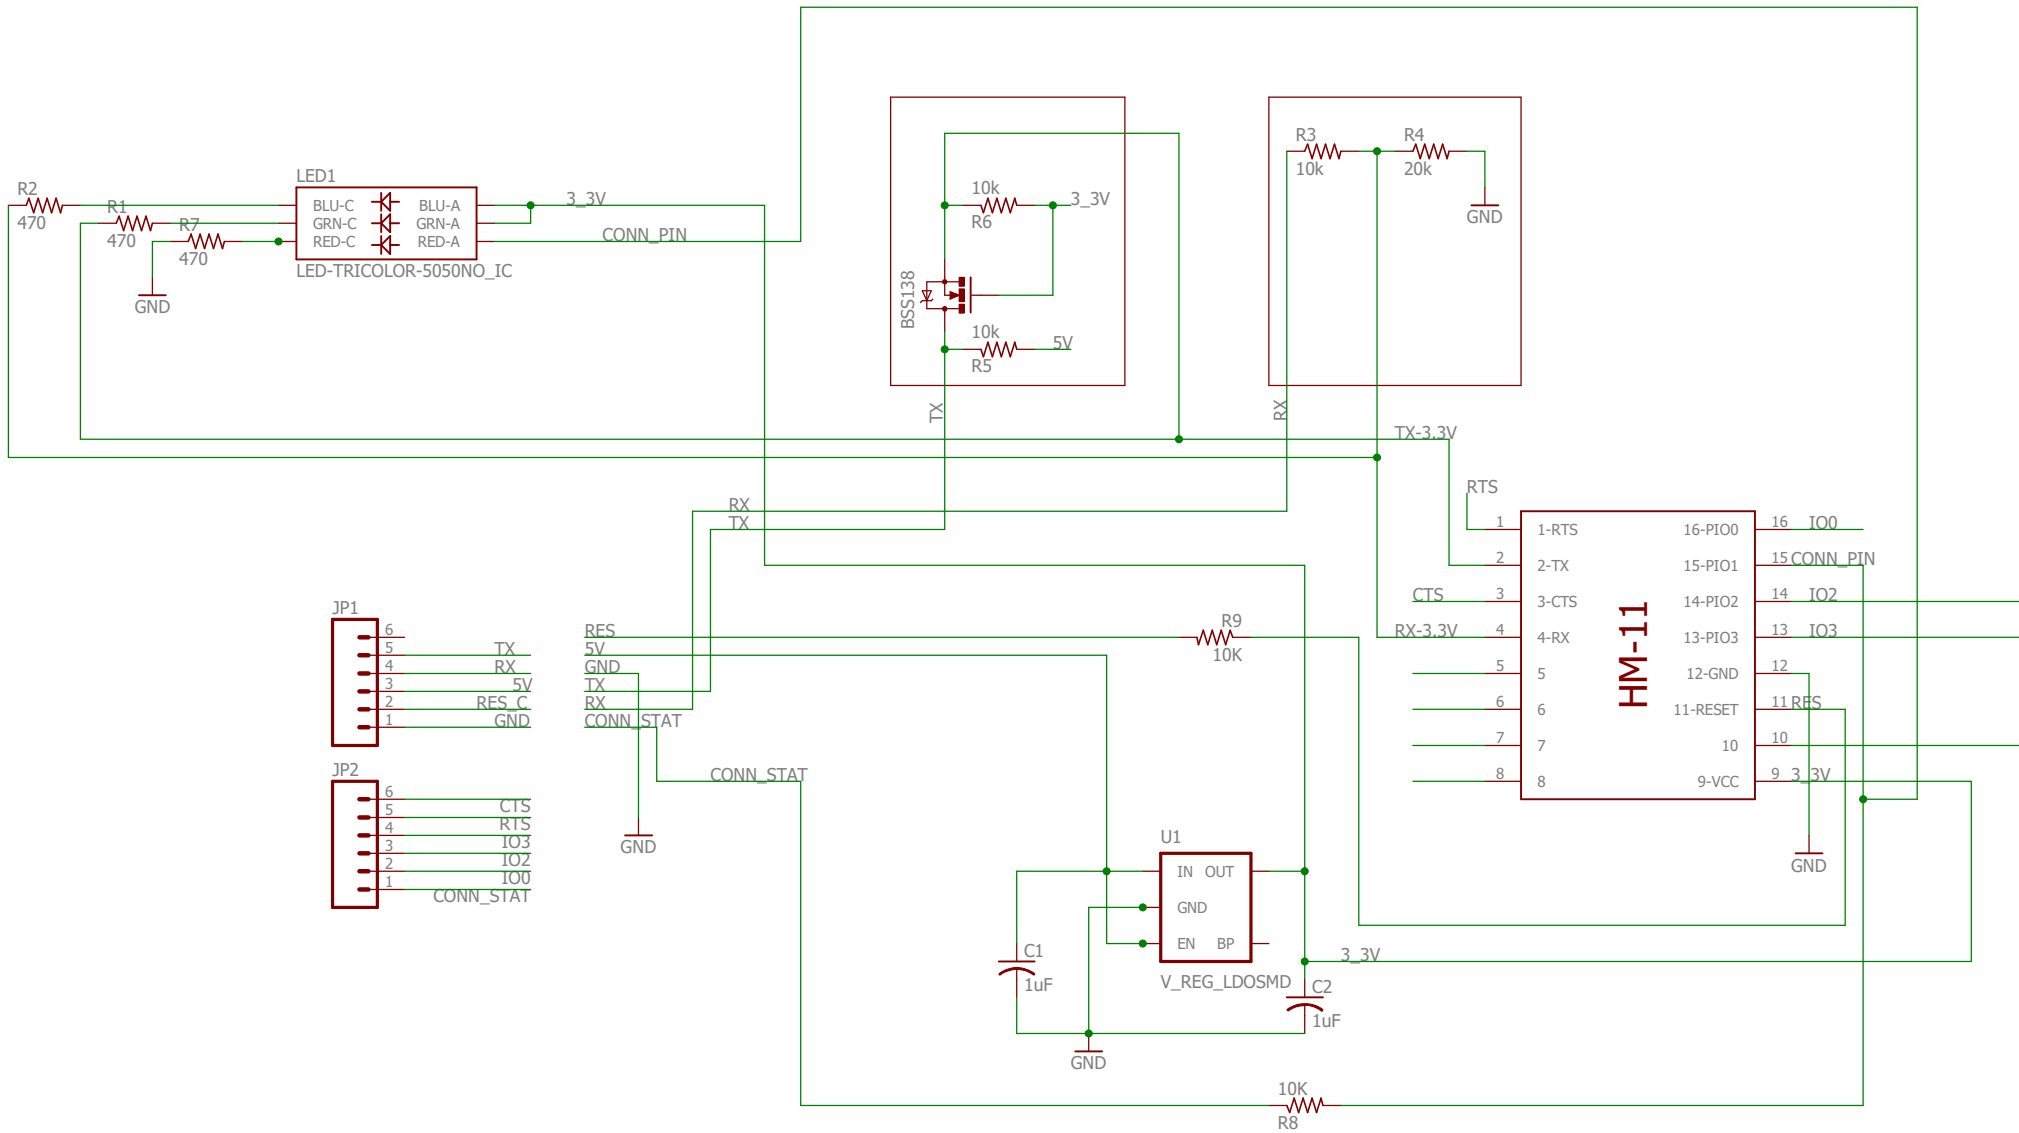 LED1
R2
470
R1
470
R7
470
BLU-C
GRN-C
RED-C
BLU-A
GRN-A
RED-A
LED-TRICOLOR-5050NO_IC
GND
3_3V
CONN_PIN
10k
R6
3_3V
BSS138
10k
R5
5V
TX
R3
10k
R4
20k
GND
RX
TX-3.3V
RX
TX
RTS
CTS
RX-3.3V
1
2
3
4
5
6
7
8
1-RTS
2-TX
3-CTS
4-RX
5
6
7
8
HM-11
16-PIO0
15-PIO1
14-PIO2
13-PIO3
12-GND
11-RESET
10
9-VCC
16 IO0
15 CONN_PIN
14 IO2
13 IO3
12
11 RES
10
9 3_3V
GND
JP1
6
5 TX
4 RX
3 5V
2 RES_C
1 GND
RES
5V
GND
TX
RX
CONN_STAT
R9
10K
CONN_STAT
GND
JP2
6
5 CTS
4 RTS
3 IO3
2 IO2
1 IO0
CONN_STAT
U1
IN OUT
GND
EN BP
V_REG_LDOSMD
C1
1uF
3_3V
C2
1uF
GND
10K
R8